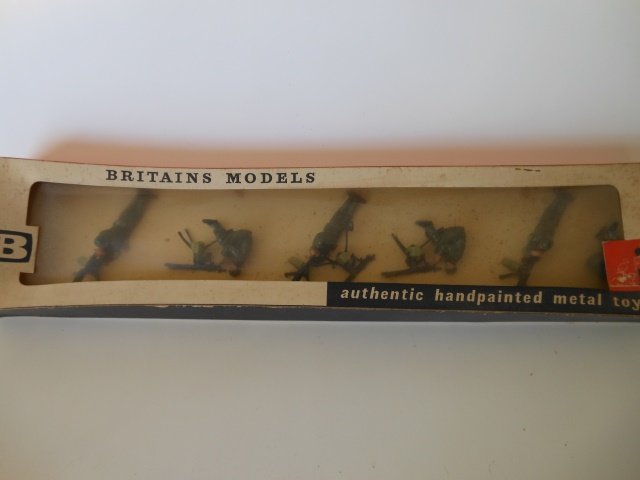 BRITAINS MODELS
B
authentic handpainted metal toy